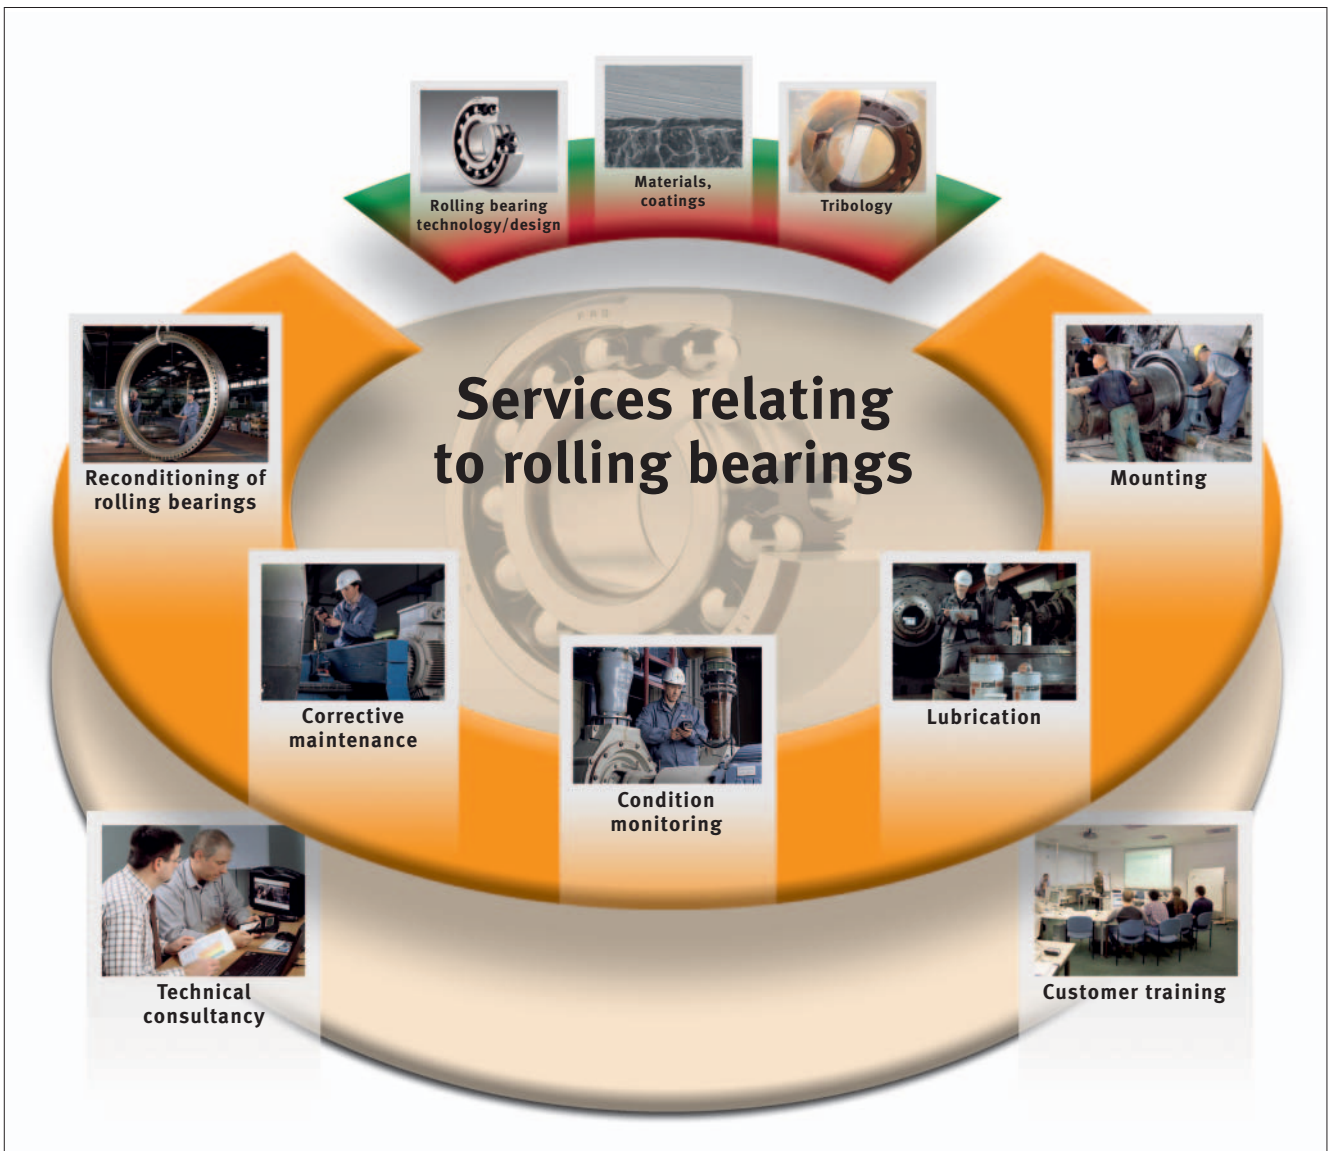 Rolling bearing
technology/design
Materials,
coatings
Tribology
Services relating
to rolling bearings
Reconditioning of
rolling bearings
Mounting
Corrective
maintenance
Lubrication
Condition
monitoring
Technical
consultancy
Customer training